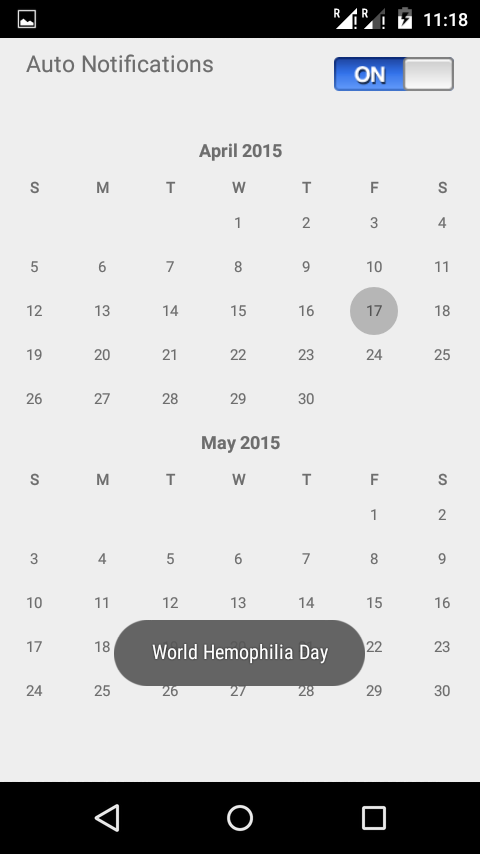 R R 11:18
Auto Notifications ON
April 2015
S M T W T F S
1 2 3 4
5 6 7 8 9 10 11
12 13 14 15 16 17 18
19 20 21 22 23 24 25
26 27 28 29 30
May 2015
S M T W T F S
1 2
3 4 5 6 7 8 9
10 11 12 13 14 15 16
17 18 22 23
World Hemophilia Day
24 25 26 27 28 29 30